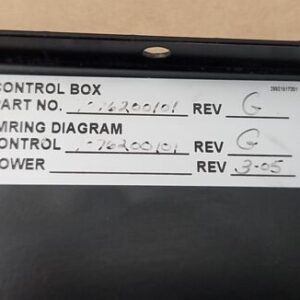 CONTROL BOX
PART NO. 76200101 REV G
WIRING DIAGRAM
CONTROL 76200101 REV G
POWER REV 3-05